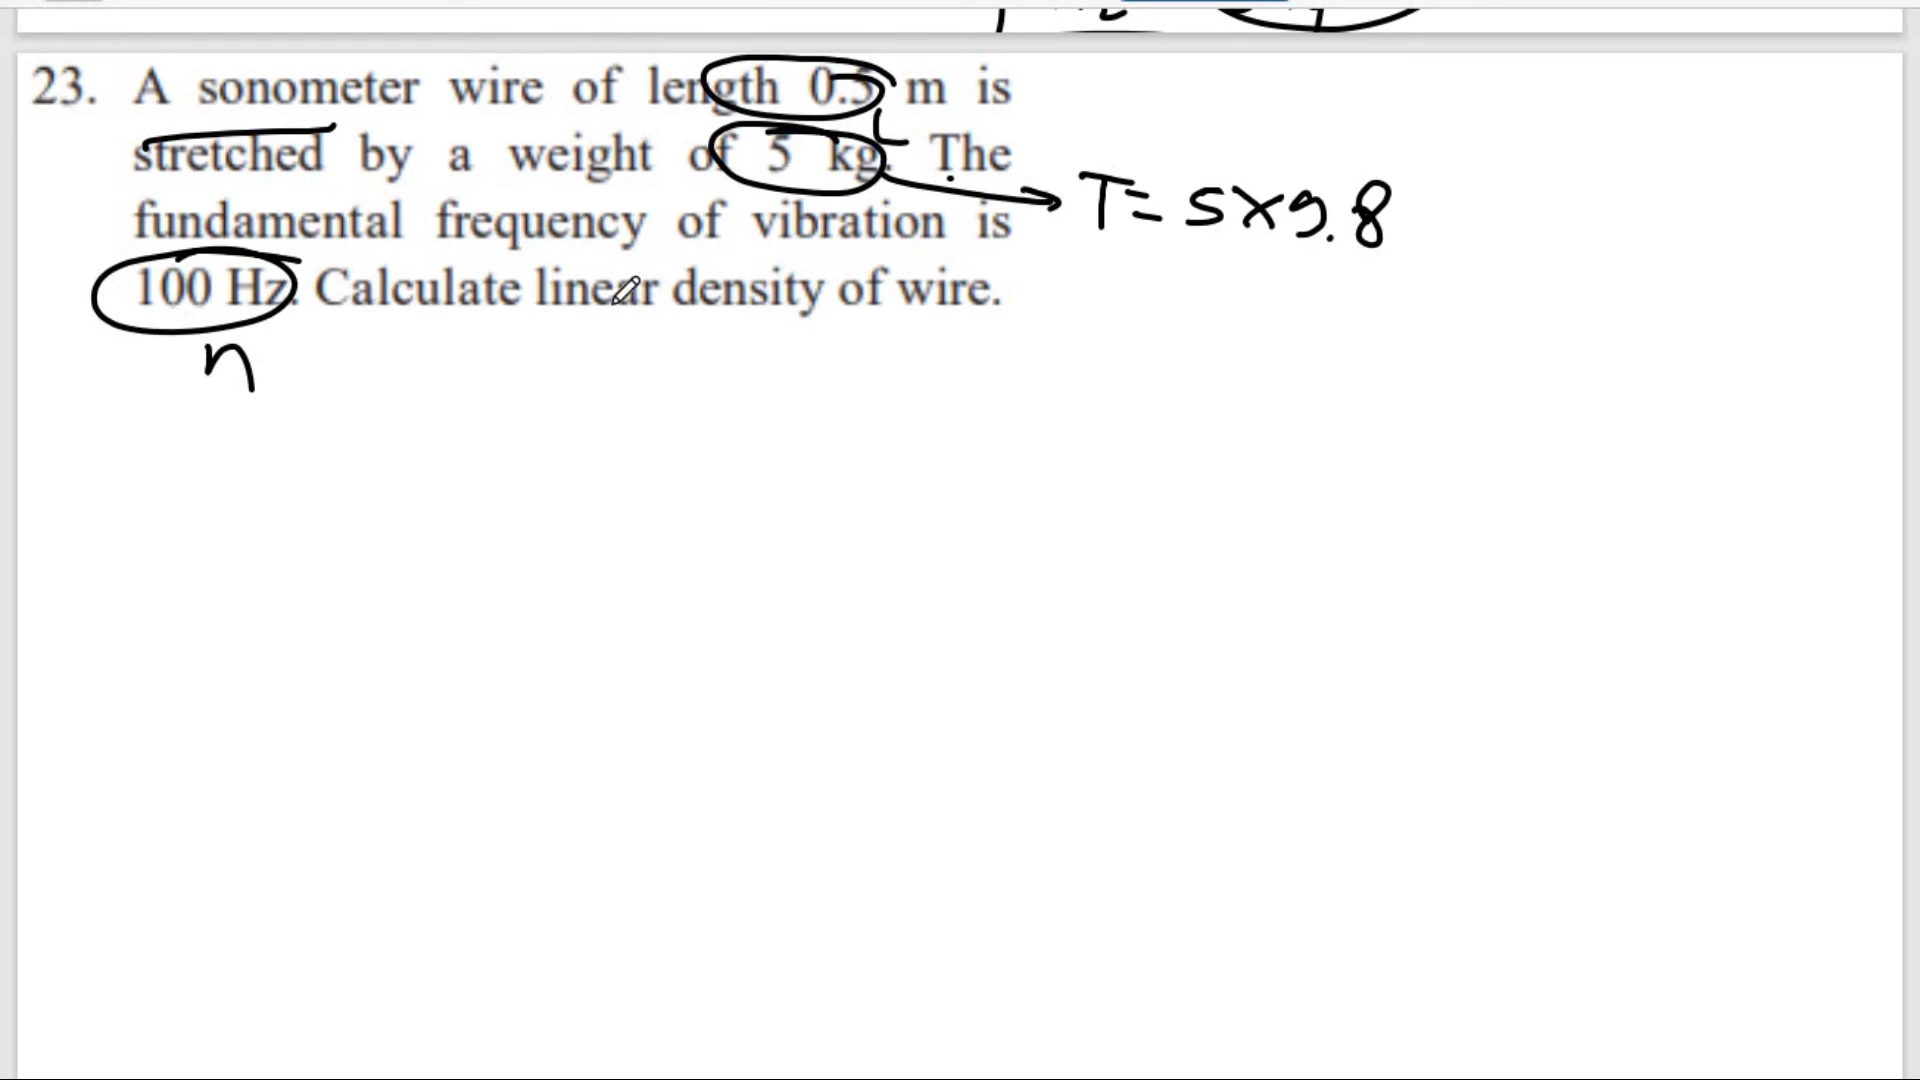 23. A sonometer wire of length 0.5 m is
stretched by a weight of 5 kg. The
fundamental frequency of vibration is
100 Hz. Calculate linear density of wire.
L
T = 5×9.8
n